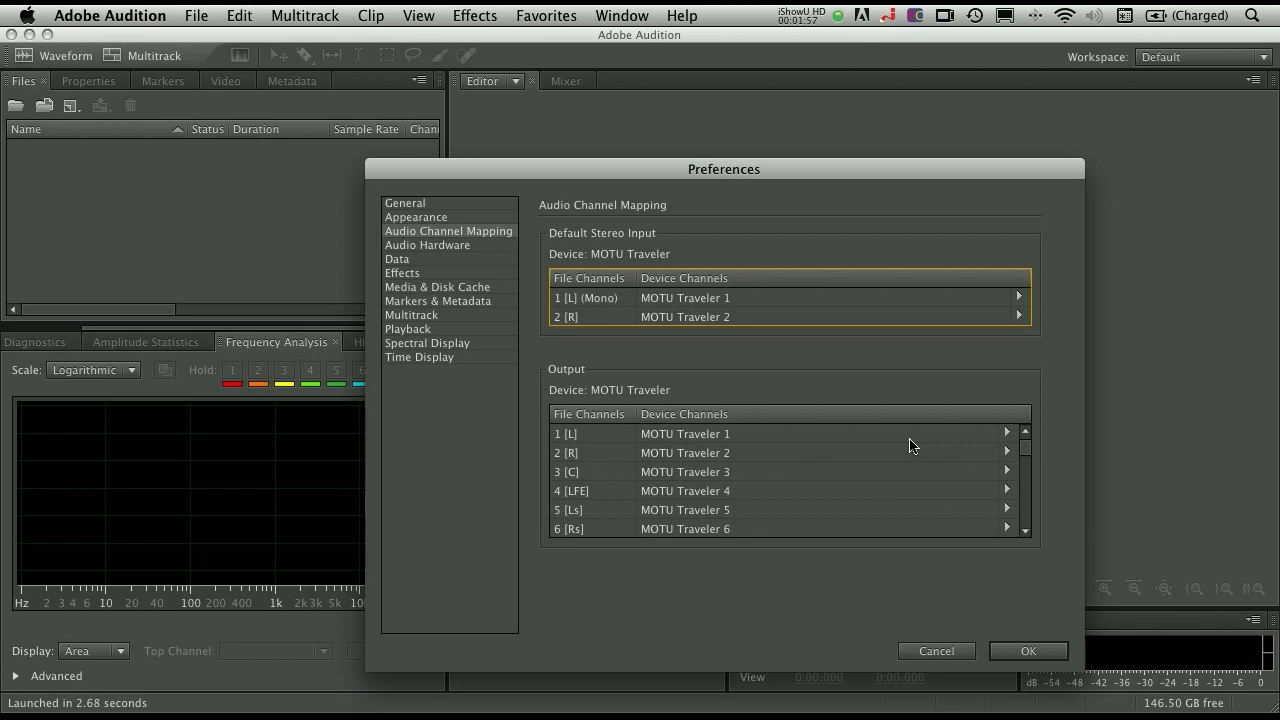 Adobe Audition File Edit Multitrack Clip View Effects Favorites Window Help iShowU HD 00:01:57 (Charged)
Adobe Audition
Waveform Multitrack Workspace: Default
Files Properties Markers Video Metadata Editor Mixer
Name Status Duration Sample Rate Chann
Preferences
General
Appearance
Audio Channel Mapping
Audio Hardware
Data
Effects
Media & Disk Cache
Markers & Metadata
Multitrack
Playback
Spectral Display
Time Display
Audio Channel Mapping
Default Stereo Input
Device: MOTU Traveler
File Channels Device Channels
1 [L] (Mono) MOTU Traveler 1
2 [R] MOTU Traveler 2
Output
Device: MOTU Traveler
File Channels Device Channels
1 [L] MOTU Traveler 1
2 [R] MOTU Traveler 2
3 [C] MOTU Traveler 3
4 [LFE] MOTU Traveler 4
5 [Ls] MOTU Traveler 5
6 [Rs] MOTU Traveler 6
Cancel OK
Diagnostics Amplitude Statistics Frequency Analysis Hi
Scale: Logarithmic Hold: 1 2 3 4 5 6
Hz 2 3 4 6 10 20 40 100 200 400 1k 2k 3k 5k 10
Display: Area Top Channel:
Advanced
View 0:00.000 0:00.000
dB -54 -48 -42 -36 -30 -24 -18 -12 -6 0
Launched in 2.68 seconds 146.50 GB free